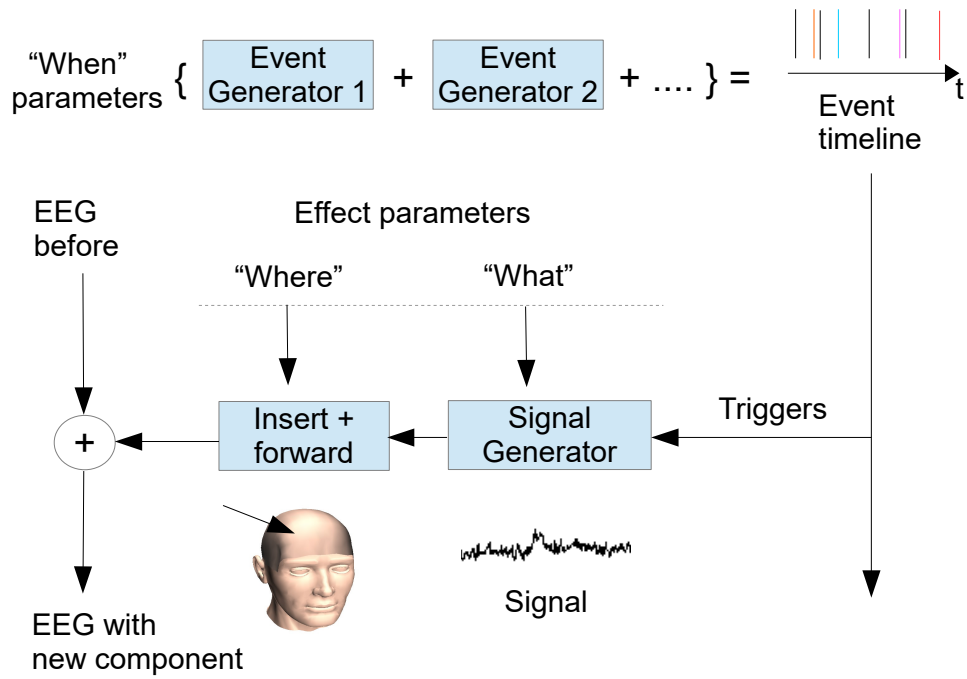 “When”
parameters
{
Event
Generator 1
+
Event
Generator 2
+ .... } =
t
Event
timeline
EEG
before
Effect parameters
“Where”
“What”
+
Insert +
forward
Signal
Generator
Triggers
Signal
EEG with
new component